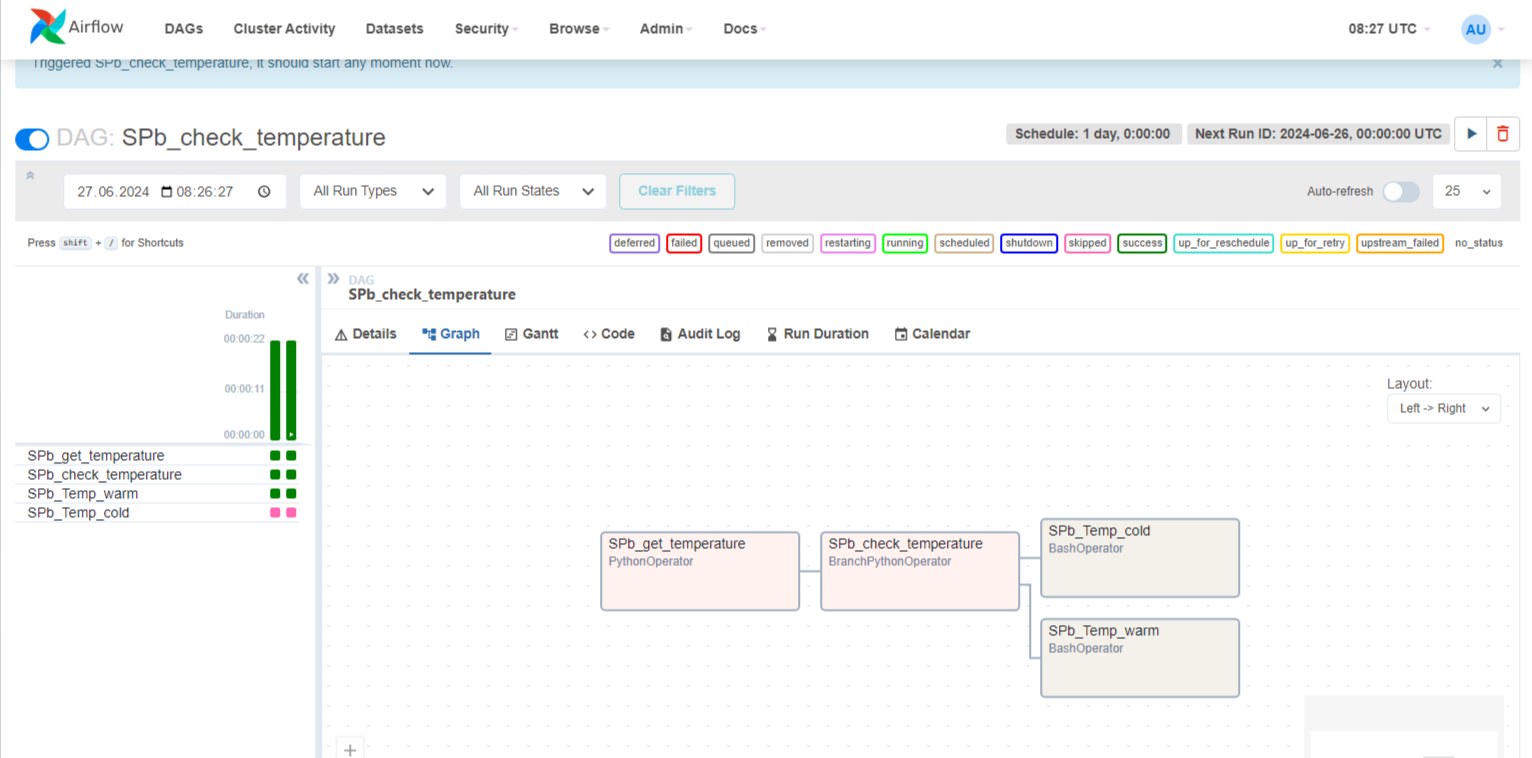 Airflow DAGs Cluster Activity Datasets Security Browse Admin Docs 08:27 UTC AU
Triggered SPb_check_temperature, it should start any moment now. ×
DAG: SPb_check_temperature Schedule: 1 day, 0:00:00 Next Run ID: 2024-06-26, 00:00:00 UTC
27.06.2024 08:26:27 All Run Types All Run States Clear Filters Auto-refresh 25
Press shift + / for Shortcuts deferred failed queued removed restarting running scheduled shutdown skipped success up_for_reschedule up_for_retry upstream_failed no_status
DAG
SPb_check_temperature
Duration
00:00:22
00:00:11
00:00:00
SPb_get_temperature
SPb_check_temperature
SPb_Temp_warm
SPb_Temp_cold
Details Graph Gantt Code Audit Log Run Duration Calendar
Layout:
Left -> Right
SPb_get_temperature
PythonOperator
SPb_check_temperature
BranchPythonOperator
SPb_Temp_cold
BashOperator
SPb_Temp_warm
BashOperator
+